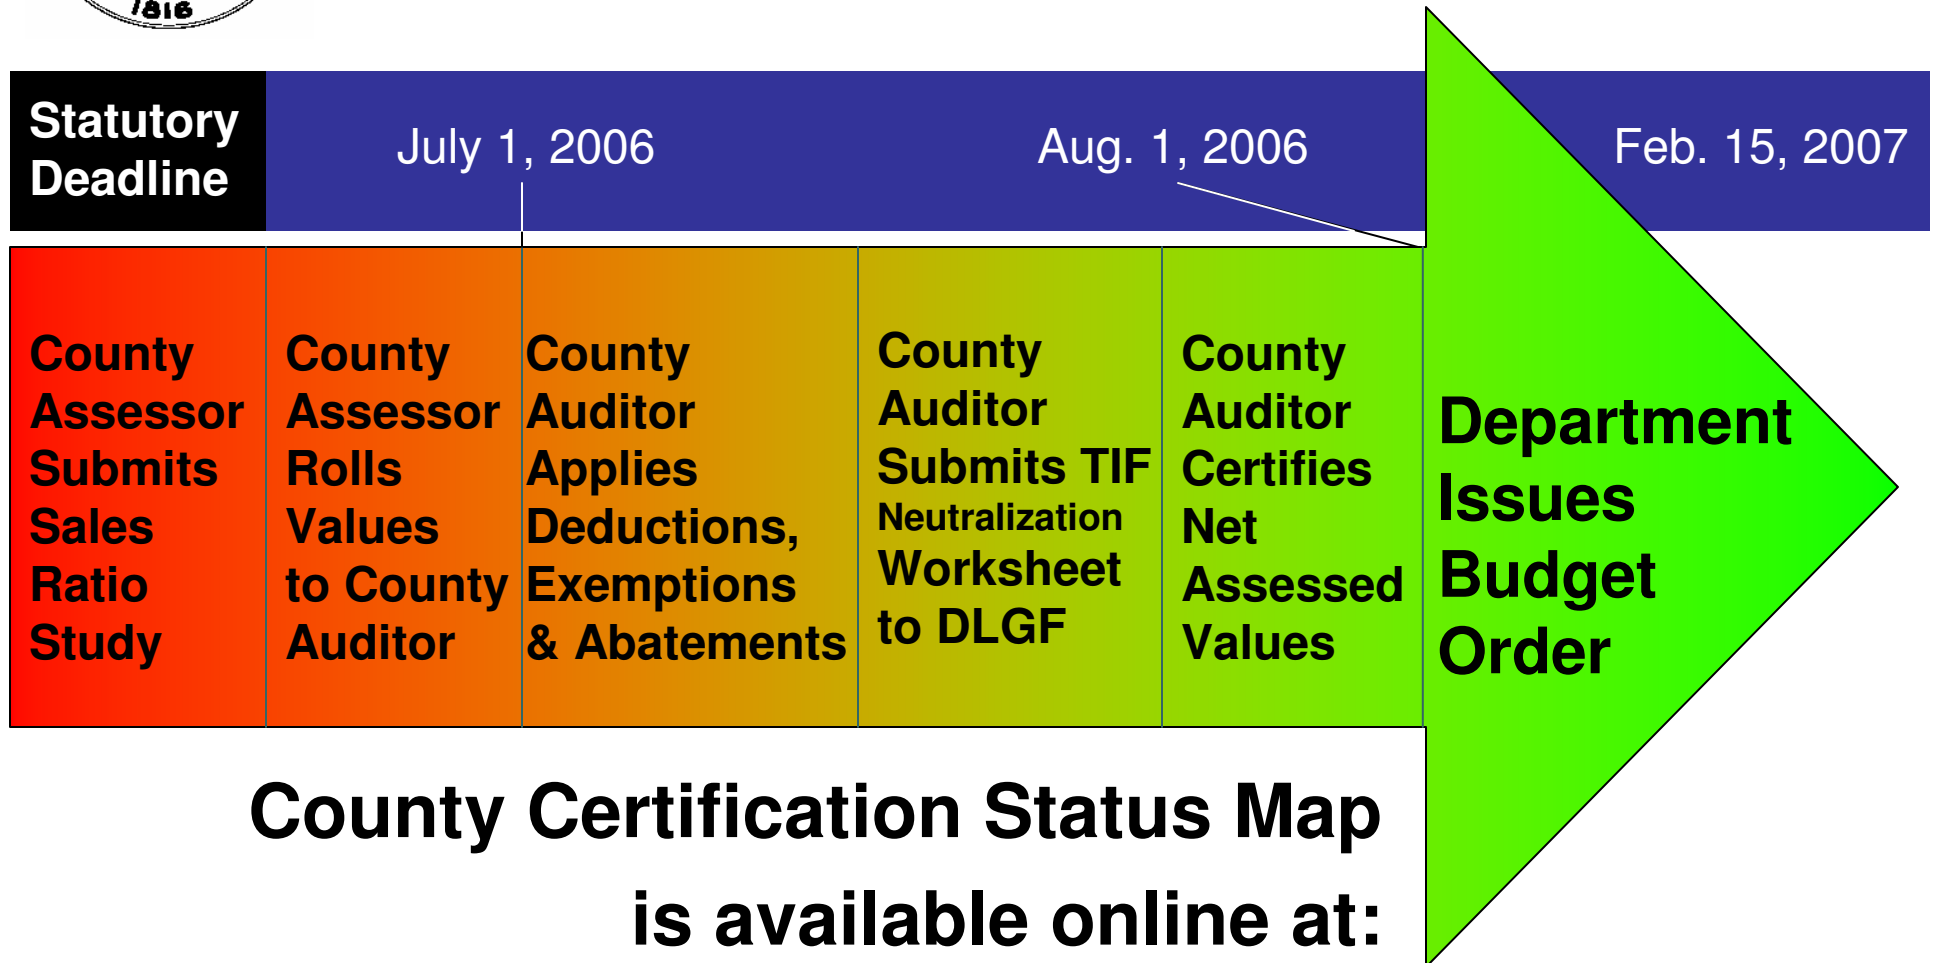 1816
Statutory
Deadline
July 1, 2006
Aug. 1, 2006
Feb. 15, 2007
County
Assessor
Submits
Sales
Ratio
Study
County
Assessor
Rolls
Values
to County
Auditor
County
Auditor
Applies
Deductions,
Exemptions
& Abatements
County
Auditor
Submits TIF
Neutralization
Worksheet
to DLGF
County
Auditor
Certifies
Net
Assessed
Values
Department
Issues
Budget
Order
County Certification Status Map
is available online at: